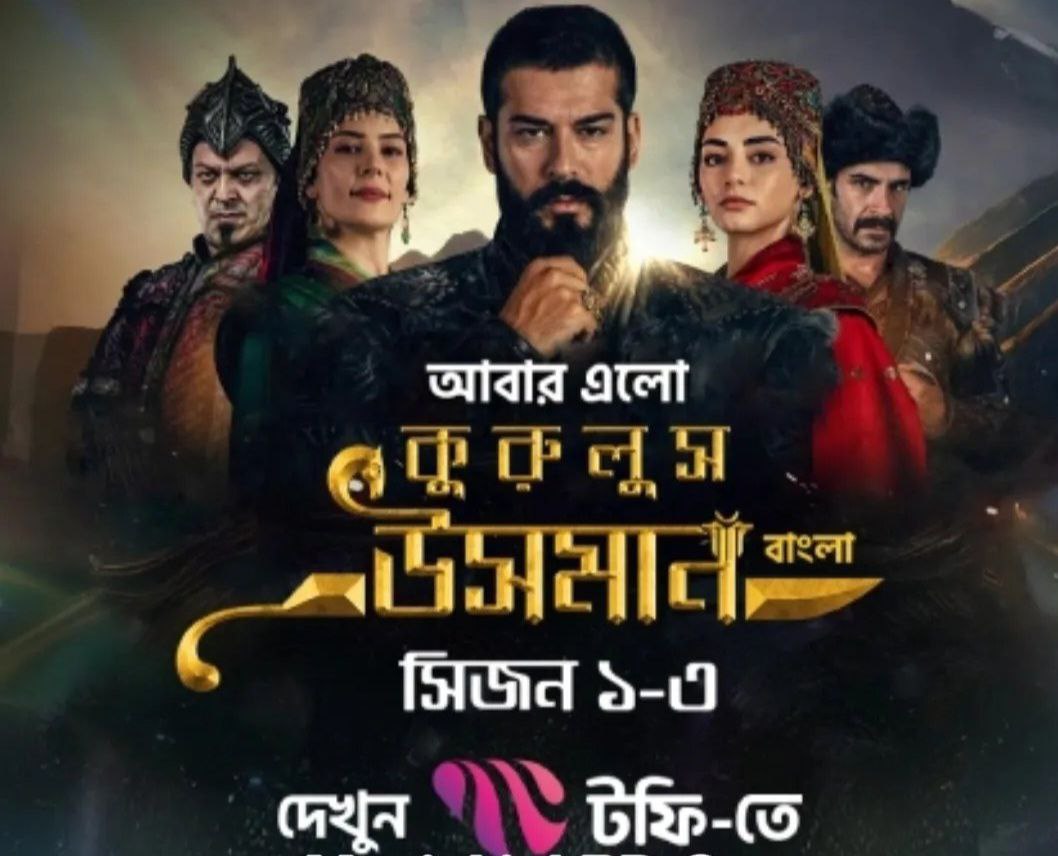 আবার এলো
কুরুলুস
উসমান বাংলা
সিজন ১-৩
দেখুন টফি-তে